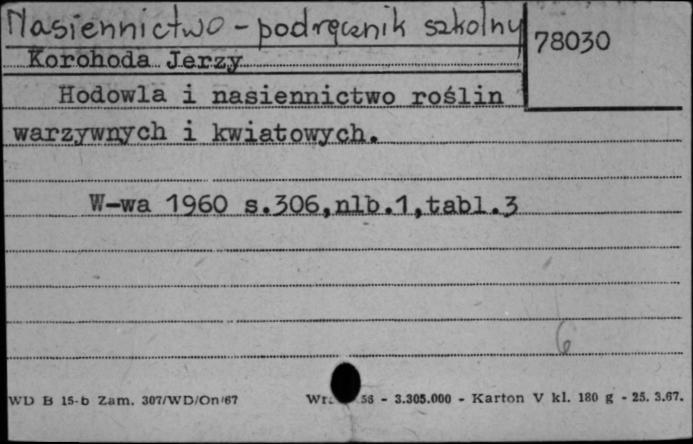 Nasiennictwo - podręcznik szkolny
78030
Korohoda Jerzy
Hodowla i nasiennictwo roślin
warzywnych i kwiatowych.
W-wa 1960 s.306,nlb.1,tabl.3
6
WD B 15-b Zam. 307/WD/On/67 56 - 3.305.000 - Karton V kl. 180 g - 25. 3.67.